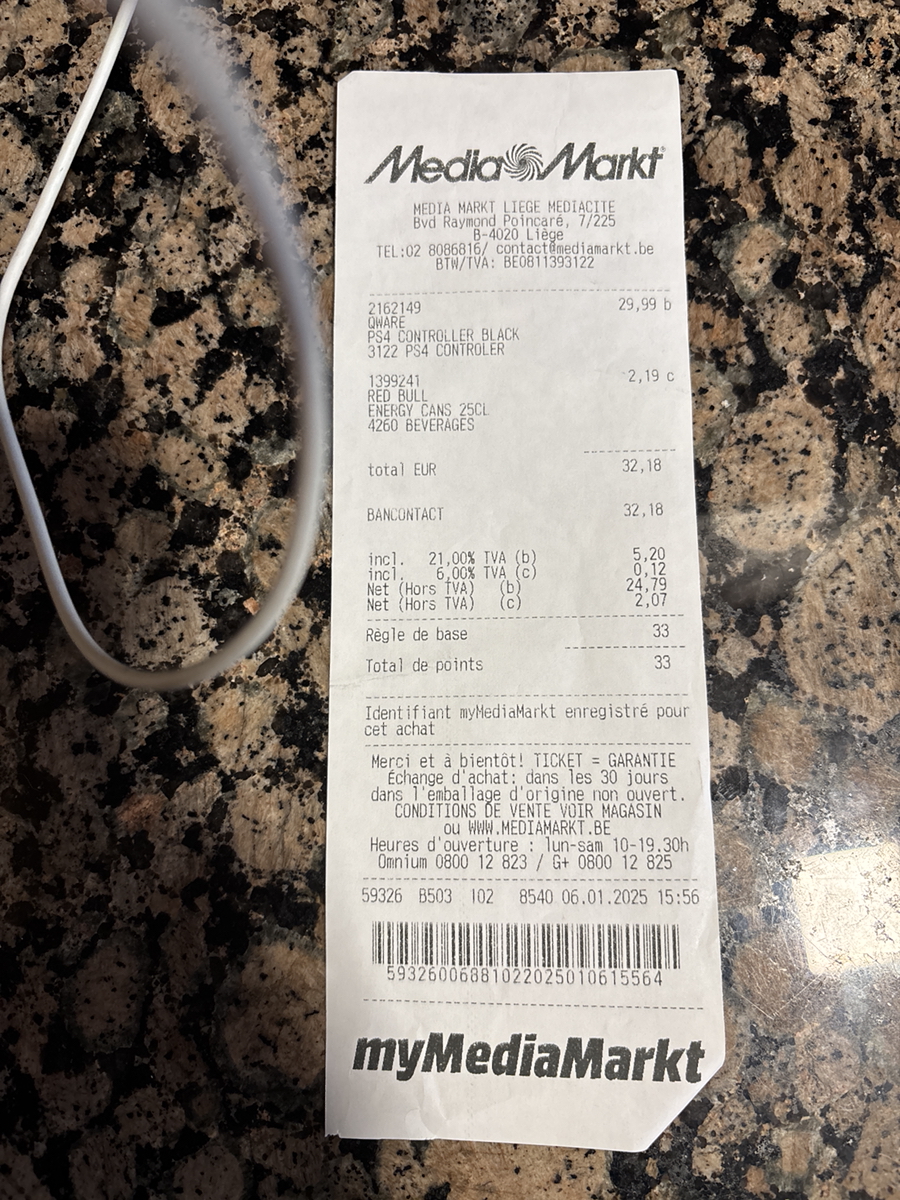 Media Markt
MEDIA MARKT LIEGE MEDIACITE
Bvd Raymond Poincaré, 7/225
B-4020 Liège
TEL:02 8086816/ contact@mediamarkt.be
BTW/TVA: BE0811393122
2162149 29,99 b
QWARE
PS4 CONTROLLER BLACK
3122 PS4 CONTROLER
1399241 2,19 c
RED BULL
ENERGY CANS 25CL
4260 BEVERAGES
total EUR 32,18
BANCONTACT 32,18
incl. 21,00% TVA (b) 5,20
incl. 6,00% TVA (c) 0,12
Net (Hors TVA) (b) 24,79
Net (Hors TVA) (c) 2,07
Règle de base 33
Total de points 33
Identifiant myMediaMarkt enregistré pour
cet achat
Merci et à bientôt! TICKET = GARANTIE
Échange d'achat: dans les 30 jours
dans l'emballage d'origine non ouvert.
CONDITIONS DE VENTE VOIR MAGASIN
ou WWW.MEDIAMARKT.BE
Heures d'ouverture : lun-sam 10-19.30h
Omnium 0800 12 823 / G+ 0800 12 825
59326 B503 I02 8540 06.01.2025 15:56
5932600688102202501061556​4
myMediaMarkt